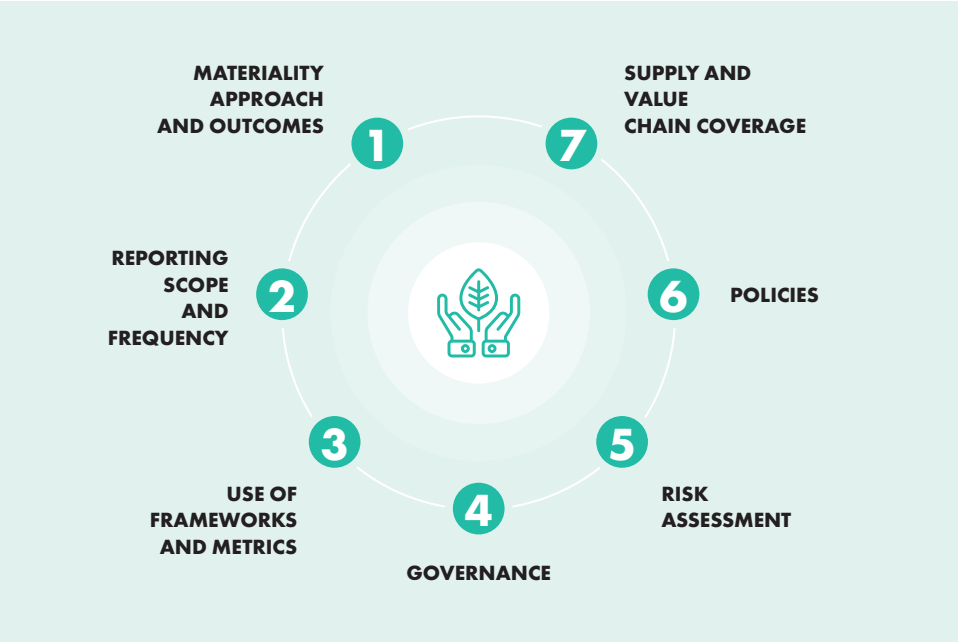 1
MATERIALITY
APPROACH
AND OUTCOMES
2
REPORTING
SCOPE
AND
FREQUENCY
3
USE OF
FRAMEWORKS
AND METRICS
4
GOVERNANCE
5
RISK
ASSESSMENT
6
POLICIES
7
SUPPLY AND
VALUE
CHAIN COVERAGE